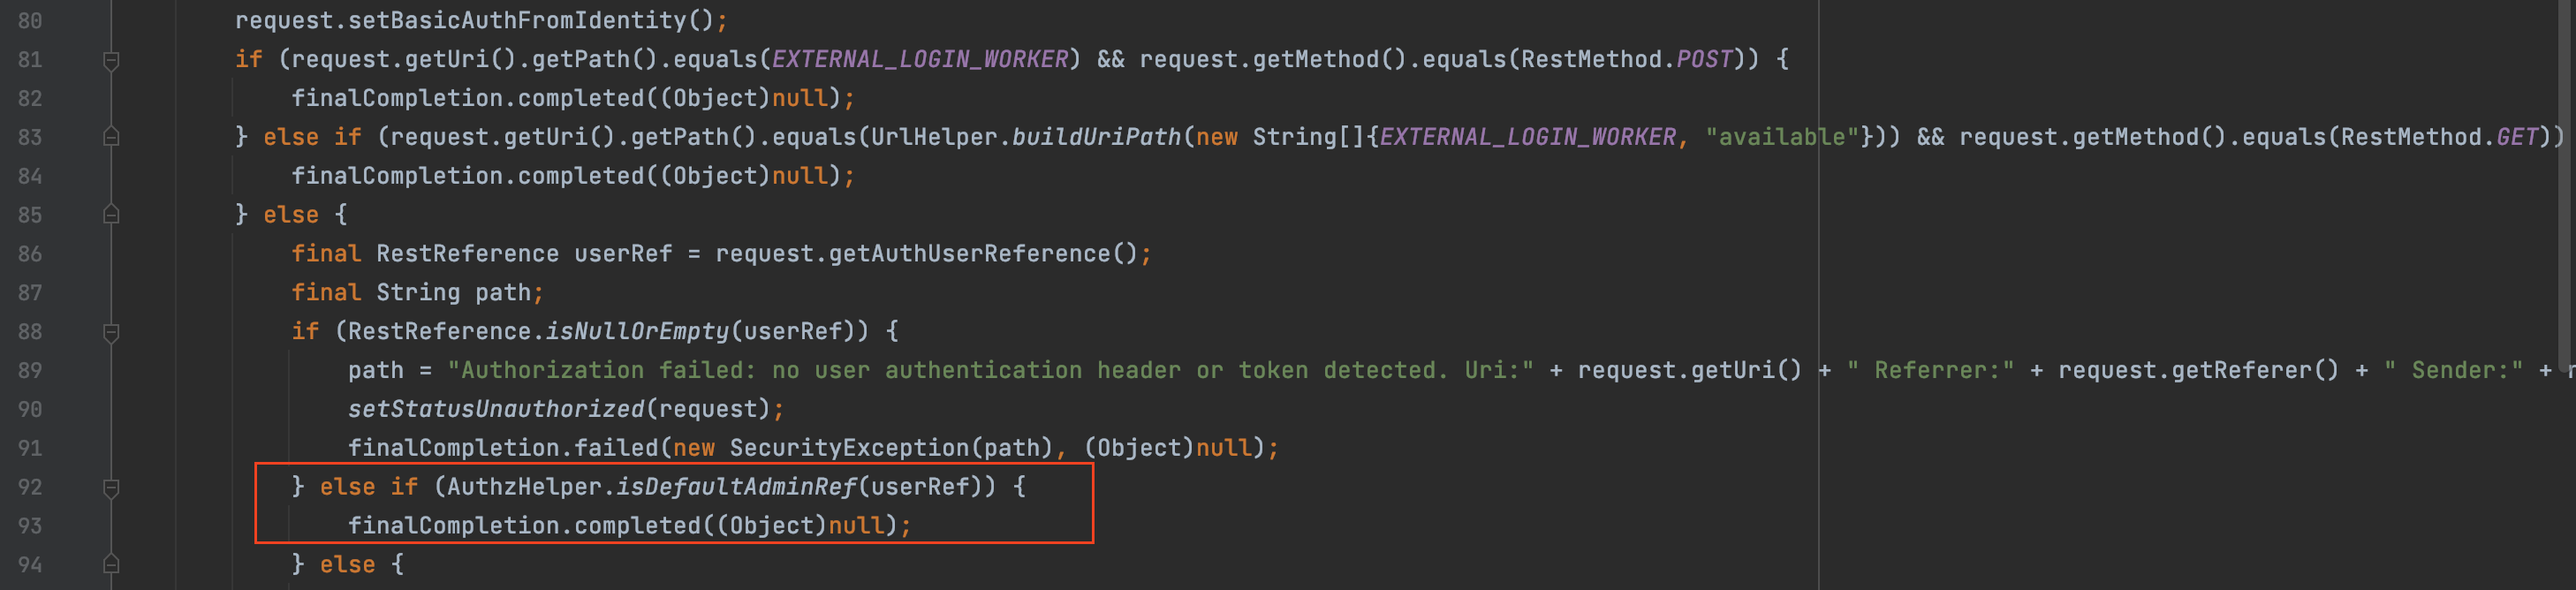 80 request.setBasicAuthFromIdentity();
81 if (request.getUri().getPath().equals(EXTERNAL_LOGIN_WORKER) && request.getMethod().equals(RestMethod.POST)) {
82 finalCompletion.completed((Object)null);
83 } else if (request.getUri().getPath().equals(UrlHelper.buildUriPath(new String[]{EXTERNAL_LOGIN_WORKER, "available"})) && request.getMethod().equals(RestMethod.GET))
84 finalCompletion.completed((Object)null);
85 } else {
86 final RestReference userRef = request.getAuthUserReference();
87 final String path;
88 if (RestReference.isNullOrEmpty(userRef)) {
89 path = "Authorization failed: no user authentication header or token detected. Uri:" + request.getUri() + " Referrer:" + request.getReferer() + " Sender:" +
90 setStatusUnauthorized(request);
91 finalCompletion.failed(new SecurityException(path), (Object)null);
92 } else if (AuthzHelper.isDefaultAdminRef(userRef)) {
93 finalCompletion.completed((Object)null);
94 } else {